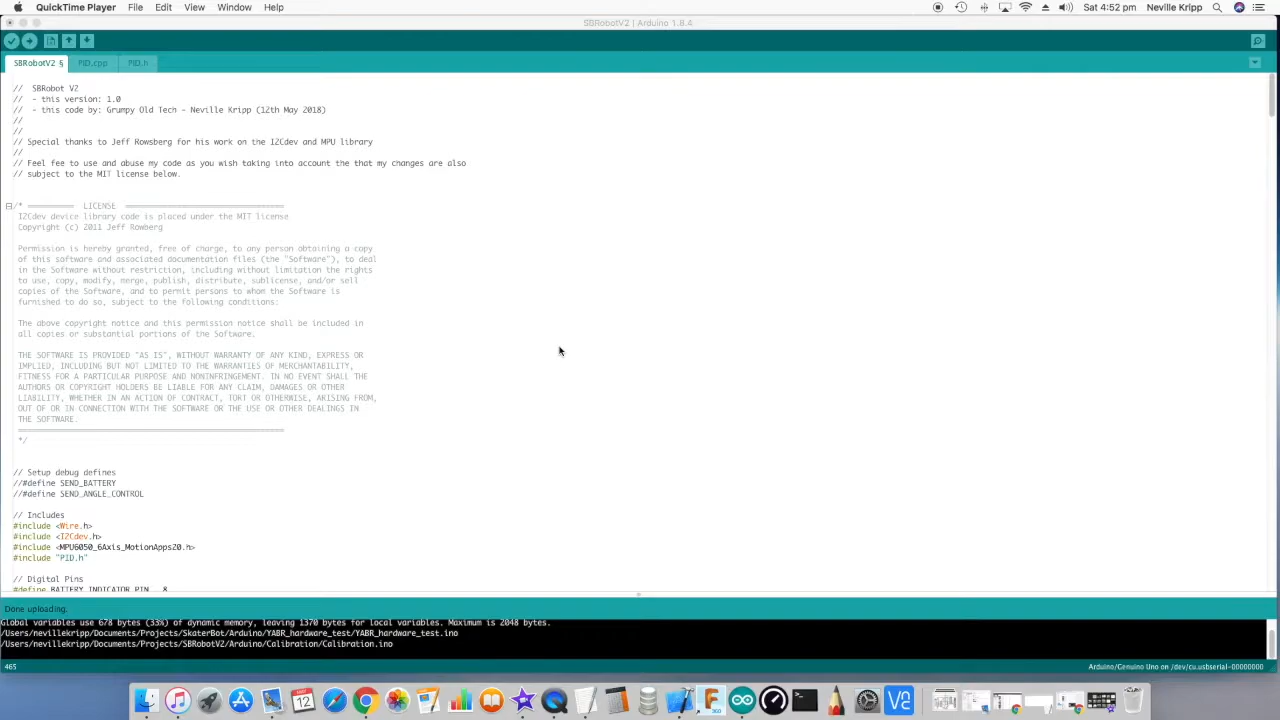 QuickTime Player File Edit View Window Help Sat 4:52 pm Neville Kripp
SBRobotV2 | Arduino 1.8.4
SBRobotV2 § PID.cpp PID.h
// SBRobot V2
// - this version: 1.0
// - this code by: Grumpy Old Tech - Neville Kripp (12th May 2018)
//
//
// Special thanks to Jeff Rowsberg for his work on the I2Cdev and MPU library
//
// Feel fee to use and abuse my code as you wish taking into account the that my changes are also
// subject to the MIT license below.
/* ========== LICENSE ==================================
I2Cdev device library code is placed under the MIT license
Copyright (c) 2011 Jeff Rowberg
Permission is hereby granted, free of charge, to any person obtaining a copy
of this software and associated documentation files (the "Software"), to deal
in the Software without restriction, including without limitation the rights
to use, copy, modify, merge, publish, distribute, sublicense, and/or sell
copies of the Software, and to permit persons to whom the Software is
furnished to do so, subject to the following conditions:
The above copyright notice and this permission notice shall be included in
all copies or substantial portions of the Software.
THE SOFTWARE IS PROVIDED "AS IS", WITHOUT WARRANTY OF ANY KIND, EXPRESS OR
IMPLIED, INCLUDING BUT NOT LIMITED TO THE WARRANTIES OF MERCHANTABILITY,
FITNESS FOR A PARTICULAR PURPOSE AND NONINFRINGEMENT. IN NO EVENT SHALL THE
AUTHORS OR COPYRIGHT HOLDERS BE LIABLE FOR ANY CLAIM, DAMAGES OR OTHER
LIABILITY, WHETHER IN AN ACTION OF CONTRACT, TORT OR OTHERWISE, ARISING FROM,
OUT OF OR IN CONNECTION WITH THE SOFTWARE OR THE USE OR OTHER DEALINGS IN
THE SOFTWARE.
=========================================================
*/
// Setup debug defines
//#define SEND_BATTERY
//#define SEND_ANGLE_CONTROL
// Includes
#include <Wire.h>
#include <I2Cdev.h>
#include <MPU6050_6Axis_MotionApps20.h>
#include "PID.h"
// Digital Pins
#define BATTERY_INDICATOR_PIN 8
Done uploading.
Global variables use 678 bytes (33%) of dynamic memory, leaving 1370 bytes for local variables. Maximum is 2048 bytes.
/Users/nevillekripp/Documents/Projects/SkaterBot/Arduino/YABR_hardware_test/YABR_hardware_test.ino
/Users/nevillekripp/Documents/Projects/SBRobotV2/Arduino/Calibration/Calibration.ino
465 Arduino/Genuino Uno on /dev/cu.usbserial-00000000